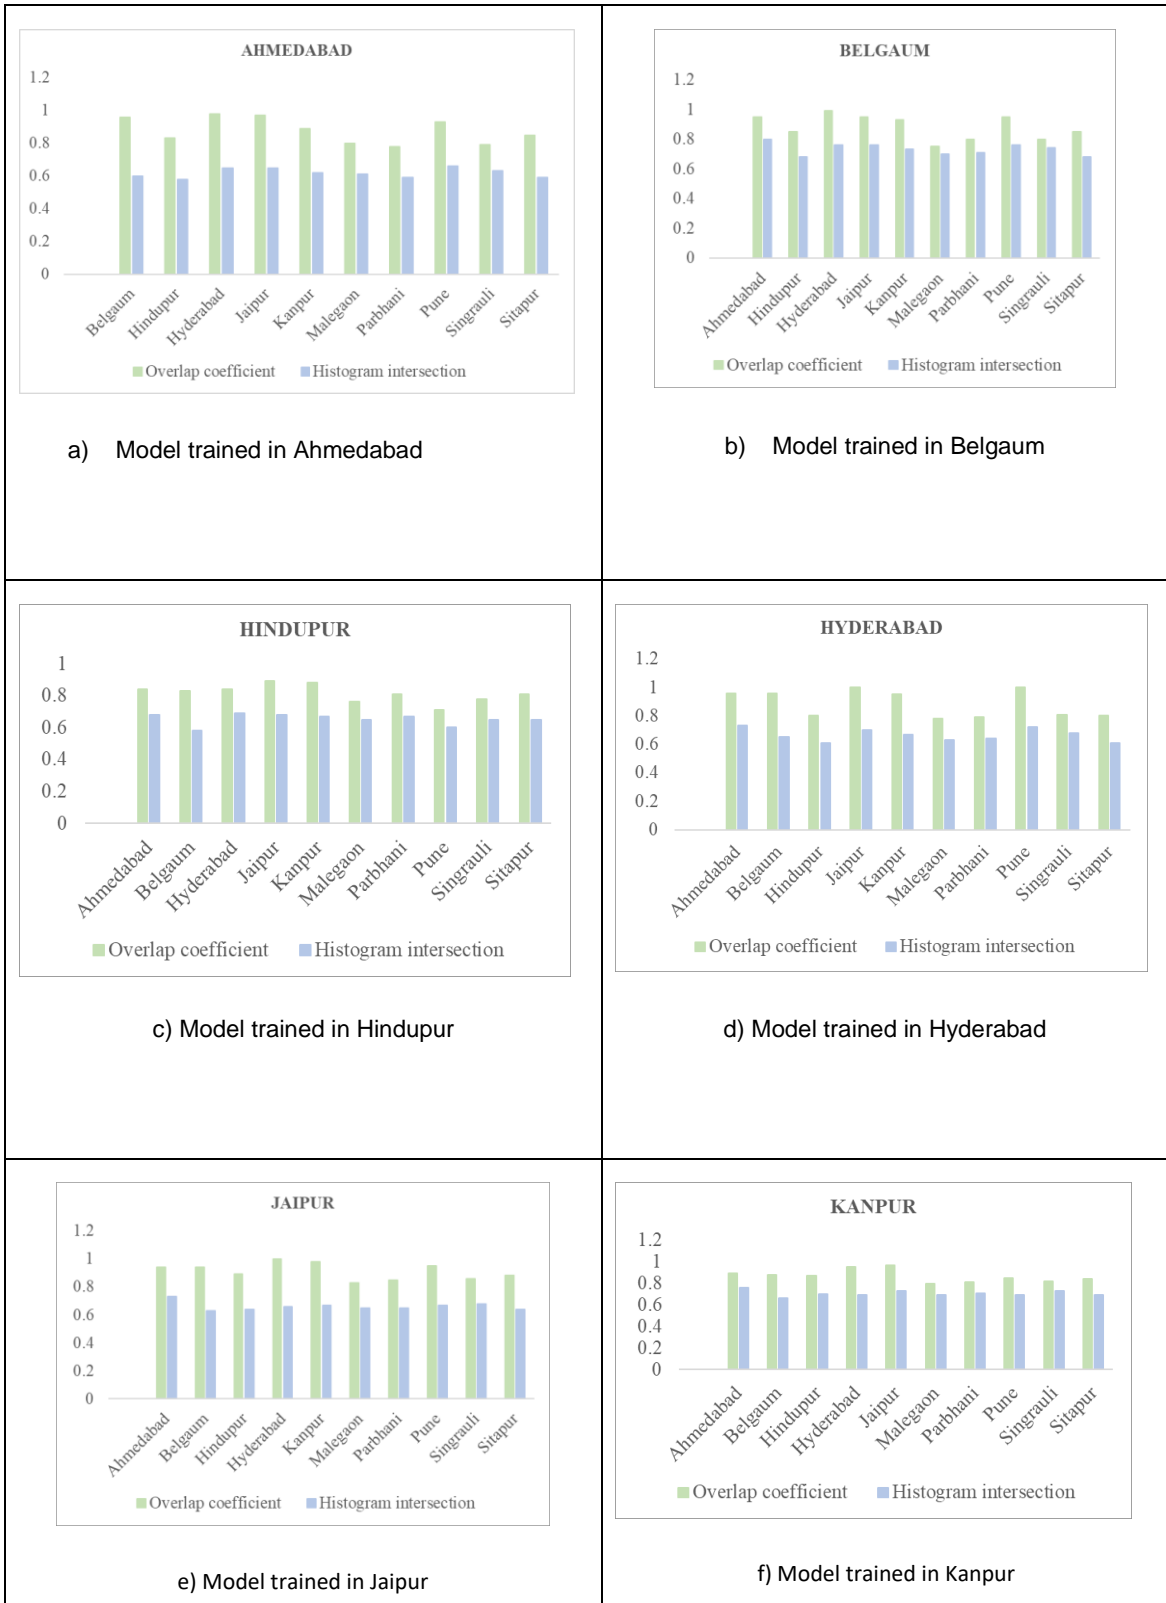 AHMEDABAD
1.2
1
0.8
0.6
0.4
0.2
0
Belgaum Hindupur Hyderabad Jaipur Kanpur Malegaon Parbhani Pune Singrauli Sitapur
Overlap coefficient Histogram intersection
a) Model trained in Ahmedabad
BELGAUM
1.2
1
0.8
0.6
0.4
0.2
0
Ahmedabad Hindupur Hyderabad Jaipur Kanpur Malegaon Parbhani Pune Singrauli Sitapur
Overlap coefficient Histogram intersection
b) Model trained in Belgaum
HINDUPUR
1
0.8
0.6
0.4
0.2
0
Ahmedabad Belgaum Hyderabad Jaipur Kanpur Malegaon Parbhani Pune Singrauli Sitapur
Overlap coefficient Histogram intersection
c) Model trained in Hindupur
HYDERABAD
1.2
1
0.8
0.6
0.4
0.2
0
Ahmedabad Belgaum Hindupur Jaipur Kanpur Malegaon Parbhani Pune Singrauli Sitapur
Overlap coefficient Histogram intersection
d) Model trained in Hyderabad
JAIPUR
1.2
1
0.8
0.6
0.4
0.2
0
Ahmedabad Belgaum Hindupur Hyderabad Kanpur Malegaon Parbhani Pune Singrauli Sitapur
Overlap coefficient Histogram intersection
e) Model trained in Jaipur
KANPUR
1.2
1
0.8
0.6
0.4
0.2
0
Ahmedabad Belgaum Hindupur Hyderabad Jaipur Malegaon Parbhani Pune Singrauli Sitapur
Overlap coefficient Histogram intersection
f) Model trained in Kanpur